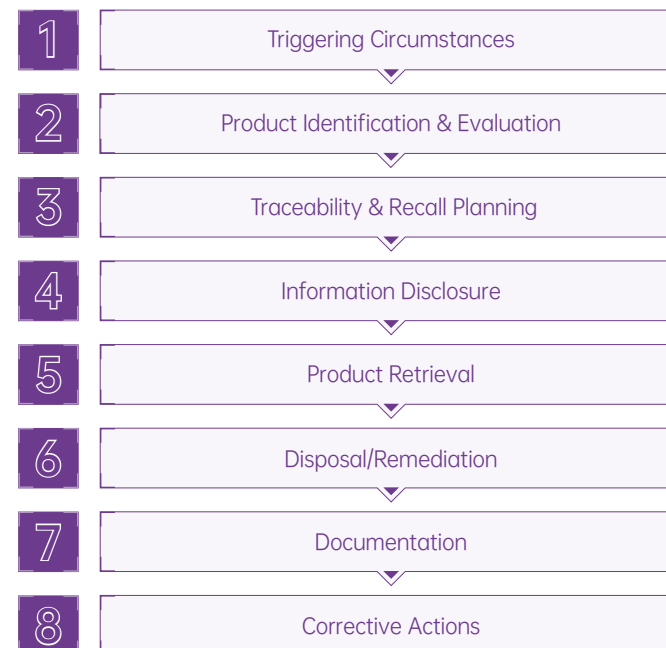 1
Triggering Circumstances
2
Product Identification & Evaluation
3
Traceability & Recall Planning
4
Information Disclosure
5
Product Retrieval
6
Disposal/Remediation
7
Documentation
8
Corrective Actions